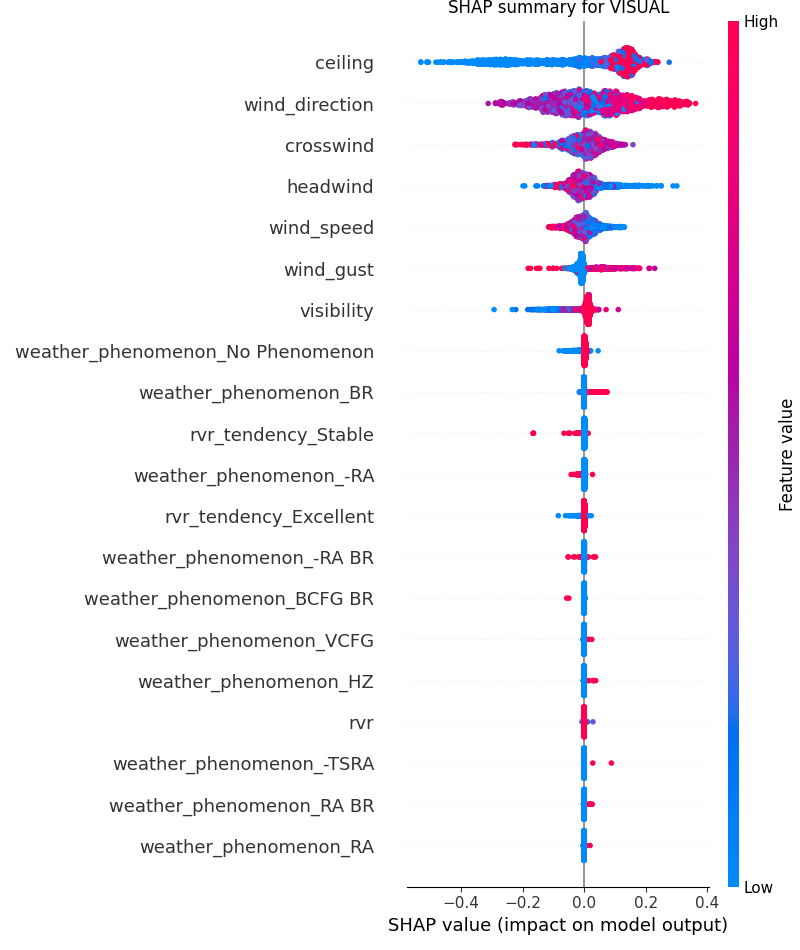 SHAP summary for VISUAL
High
ceiling
wind_direction
crosswind
headwind
wind_speed
wind_gust
visibility
weather_phenomenon_No Phenomenon
weather_phenomenon_BR
rvr_tendency_Stable
weather_phenomenon_-RA
rvr_tendency_Excellent
weather_phenomenon_-RA BR
weather_phenomenon_BCFG BR
weather_phenomenon_VCFG
weather_phenomenon_HZ
rvr
weather_phenomenon_-TSRA
weather_phenomenon_RA BR
weather_phenomenon_RA
Feature value
Low
−0.4 −0.2 0.0 0.2 0.4
SHAP value (impact on model output)